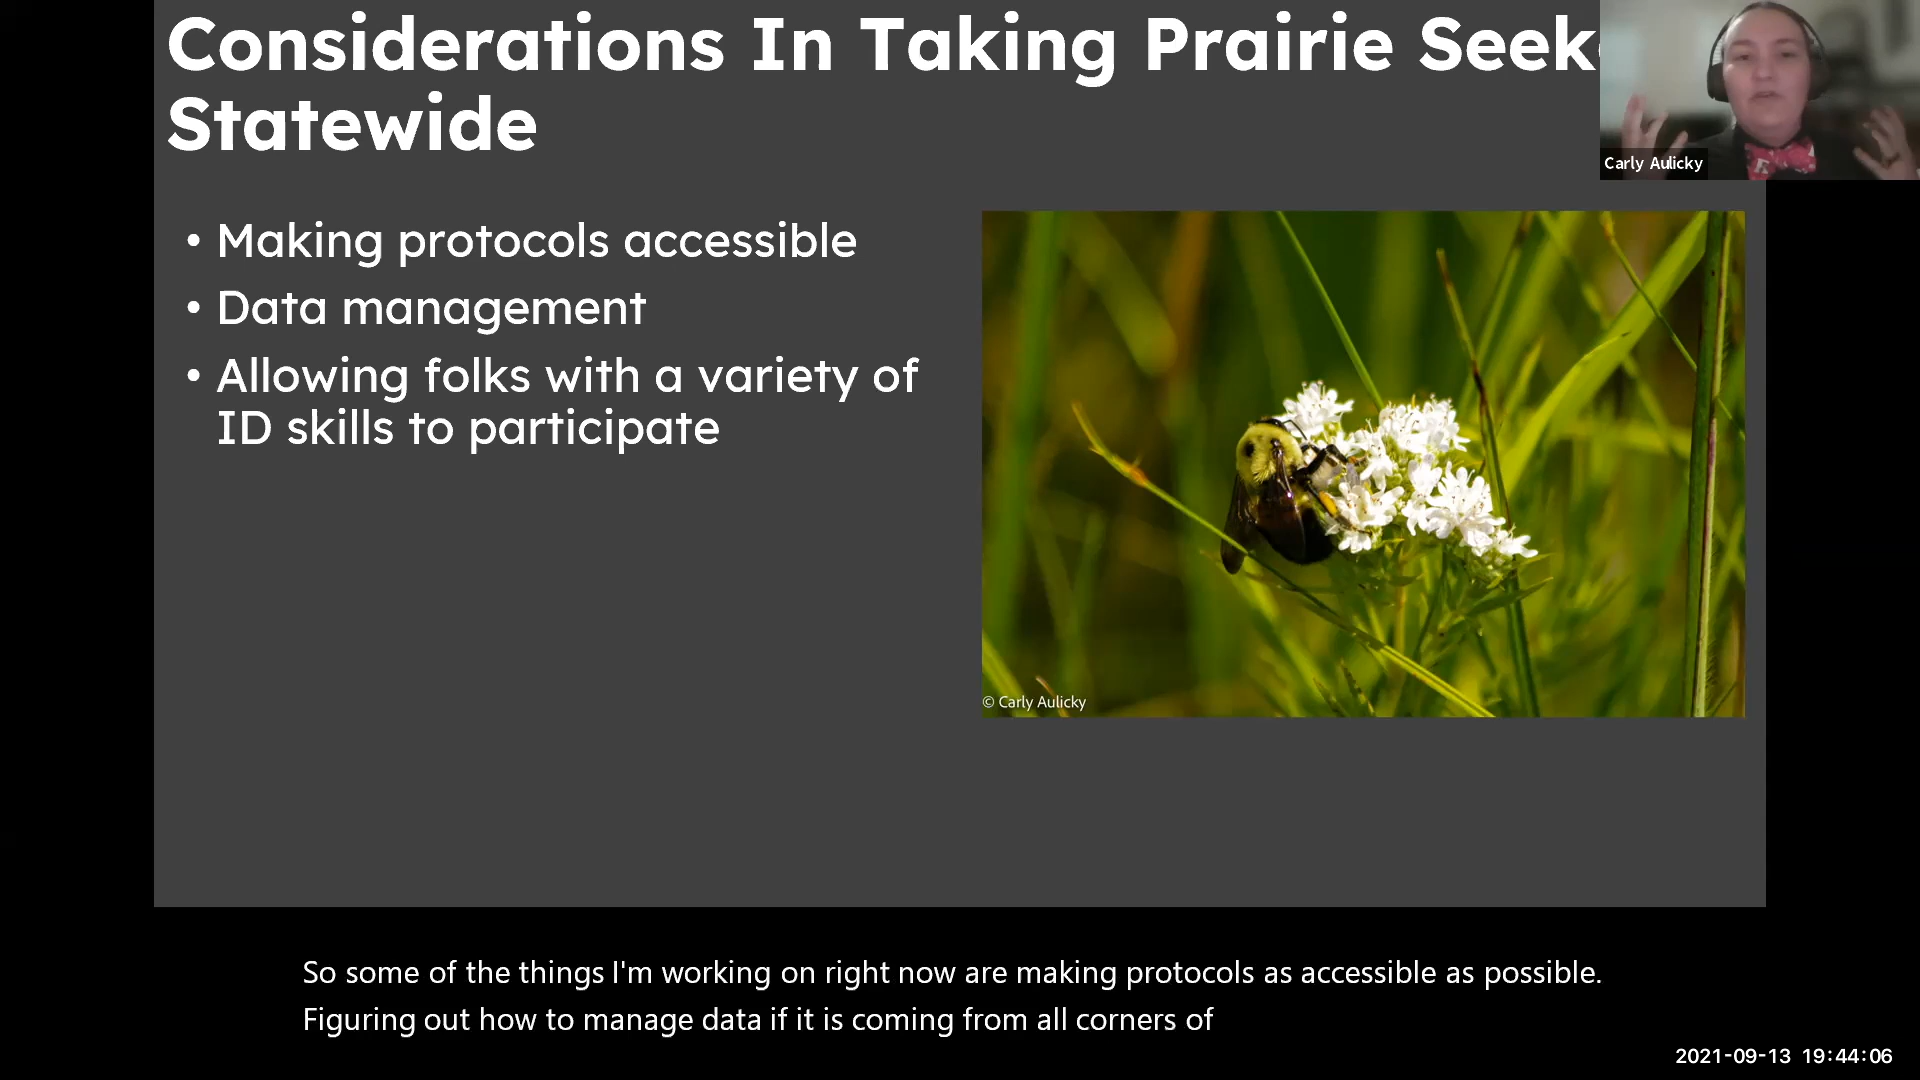 Considerations In Taking Prairie
Statewide
Carly Aulicky
• Making protocols accessible
• Data management
• Allowing folks with a variety of
ID skills to participate
© Carly Aulicky
So some of the things I'm working on right now are making protocols as accessible as possible.
Figuring out how to manage data if it is coming from all corners of
2021-09-13 19:44:06